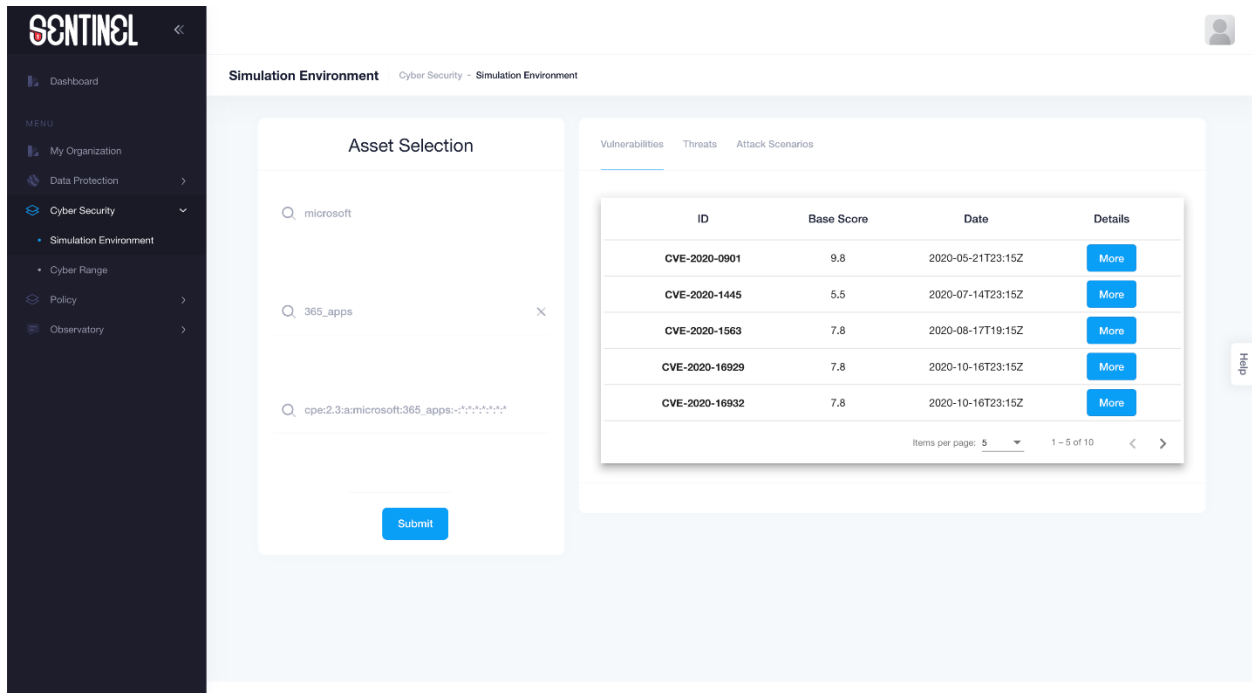 SENTINEL
Dashboard
MENU
My Organization
Data Protection
Cyber Security
Simulation Environment
Cyber Range
Policy
Observatory
Simulation Environment Cyber Security - Simulation Environment
Asset Selection
microsoft
365_apps
cpe:2.3:a:microsoft:365_apps:-:*:*:*:*:*:*
Submit
Vulnerabilities Threats Attack Scenarios
ID Base Score Date Details
CVE-2020-0901 9.8 2020-05-21T23:15Z More
CVE-2020-1445 5.5 2020-07-14T23:15Z More
CVE-2020-1563 7.8 2020-08-17T19:15Z More
CVE-2020-16929 7.8 2020-10-16T23:15Z More
CVE-2020-16932 7.8 2020-10-16T23:15Z More
Items per page: 5 1 – 5 of 10
Help